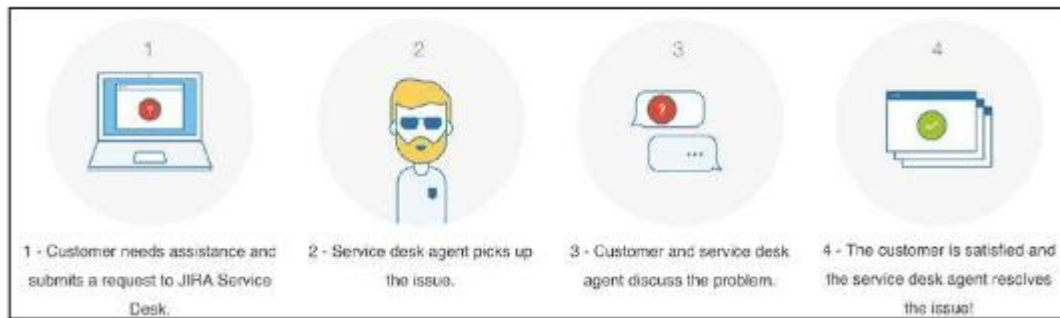 1
2
3
4
?
?
1 - Customer needs assistance and
submits a request to JIRA Service
Desk.
2 - Service desk agent picks up
the issue.
3 - Customer and service desk
agent discuss the problem.
4 - The customer is satisfied and
the service desk agent resolves
the issue!